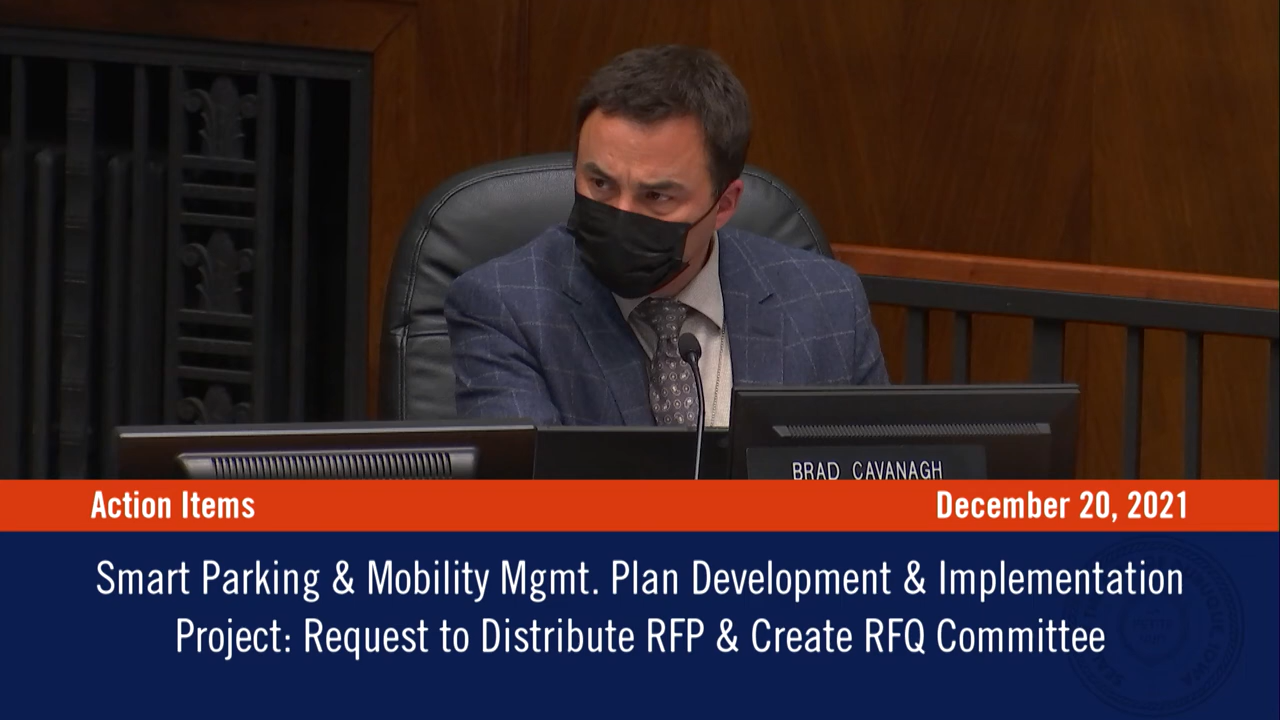 BRAD CAVANAGH
Action Items
December 20, 2021
Smart Parking & Mobility Mgmt. Plan Development & Implementation
Project: Request to Distribute RFP & Create RFQ Committee